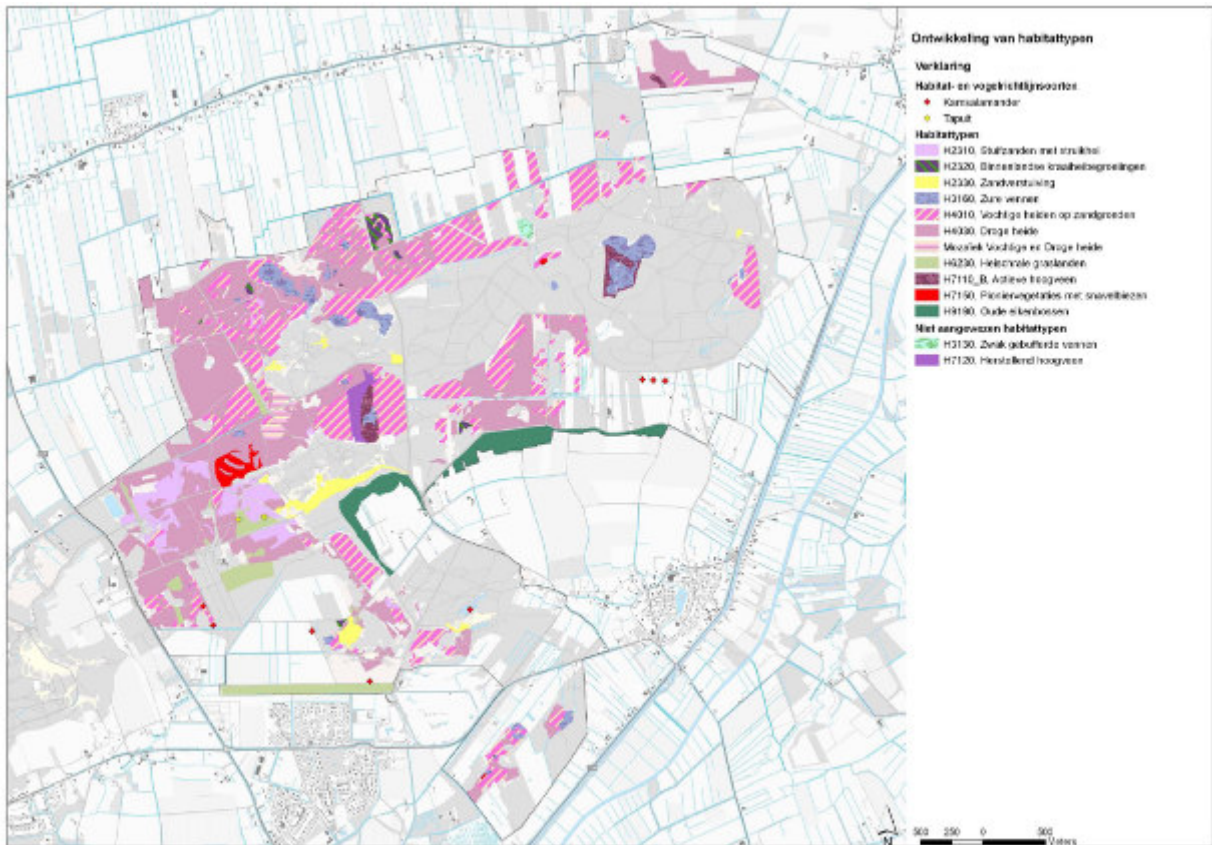 Ontwikkeling van habitattypen
Verklaring
Habitat- en vogelrichtlijnsoorten
Kamsalamander
Tapuit
Habitattypen
H2310, Stuifzanden met struikhei
H2320, Binnenlandse kraaiheibegroeiingen
H2330, Zandverstuiving
H3160, Zure vennen
H4010, Vochtige heiden op zandgronden
H4030, Droge heide
Mozaïek Vochtige en Droge heide
H6230, Heischrale graslanden
H7110_B, Actieve hoogveen
H7150, Pioniervegetaties met snavelbiezen
H9190, Oude eikenbossen
Niet aangewezen habitattypen
H3130, Zwak gebufferde vennen
H7120, Herstellend hoogveen
N
500 250 0 500
Meters